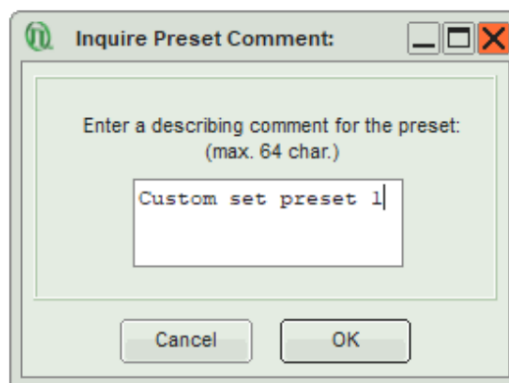 Inquire Preset Comment:
Enter a describing comment for the preset:
(max. 64 char.)
Custom set preset 1
Cancel
OK